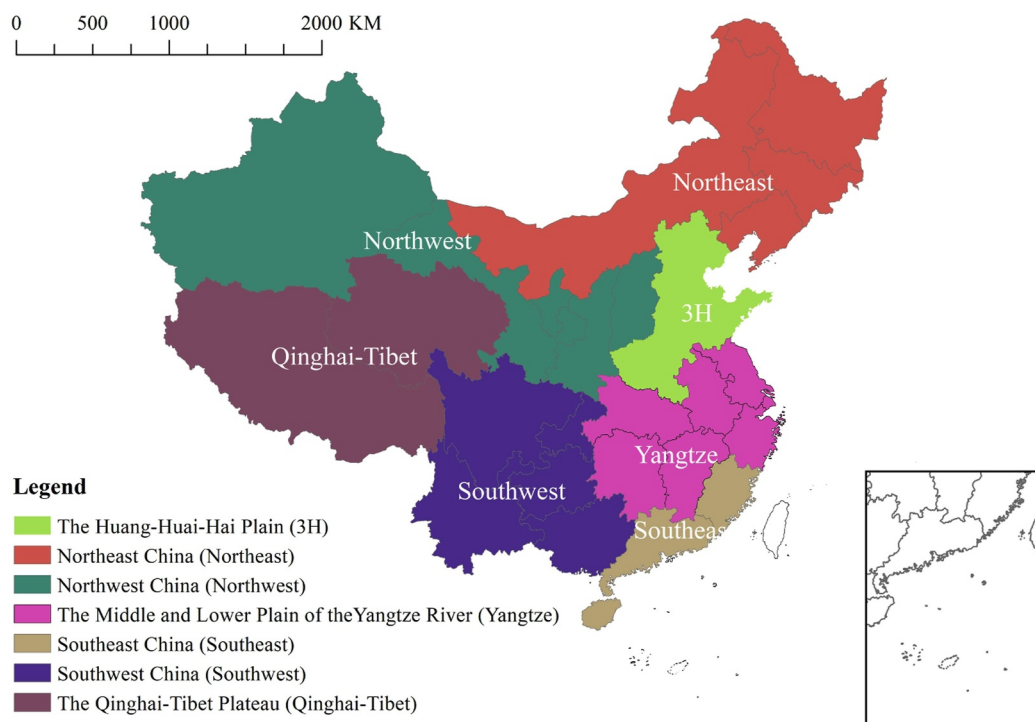 0 500 1000 2000 KM
Northeast
Northwest
3H
Qinghai-Tibet
Yangtze
Southwest
Southeas
Legend
The Huang-Huai-Hai Plain (3H)
Northeast China (Northeast)
Northwest China (Northwest)
The Middle and Lower Plain of theYangtze River (Yangtze)
Southeast China (Southeast)
Southwest China (Southwest)
The Qinghai-Tibet Plateau (Qinghai-Tibet)